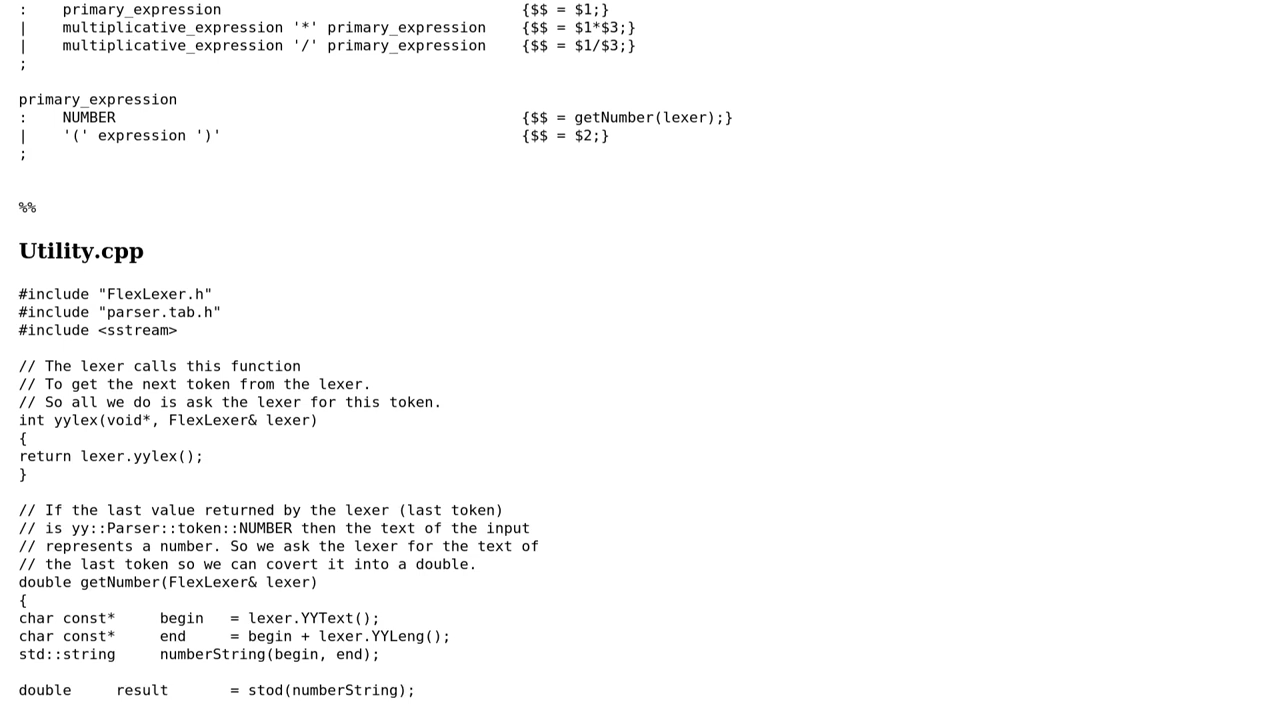 :    primary_expression                                  {$$ = $1;}
|    multiplicative_expression '*' primary_expression    {$$ = $1*$3;}
|    multiplicative_expression '/' primary_expression    {$$ = $1/$3;}
;

primary_expression
:    NUMBER                                              {$$ = getNumber(lexer);}
|    '(' expression ')'                                  {$$ = $2;}
;

%%

Utility.cpp

#include "FlexLexer.h"
#include "parser.tab.h"
#include <sstream>

// The lexer calls this function
// To get the next token from the lexer.
// So all we do is ask the lexer for this token.
int yylex(void*, FlexLexer& lexer)
{
return lexer.yylex();
}

// If the last value returned by the lexer (last token)
// is yy::Parser::token::NUMBER then the text of the input
// represents a number. So we ask the lexer for the text of
// the last token so we can covert it into a double.
double getNumber(FlexLexer& lexer)
{
char const*     begin   = lexer.YYText();
char const*     end     = begin + lexer.YYLeng();
std::string     numberString(begin, end);

double     result       = stod(numberString);